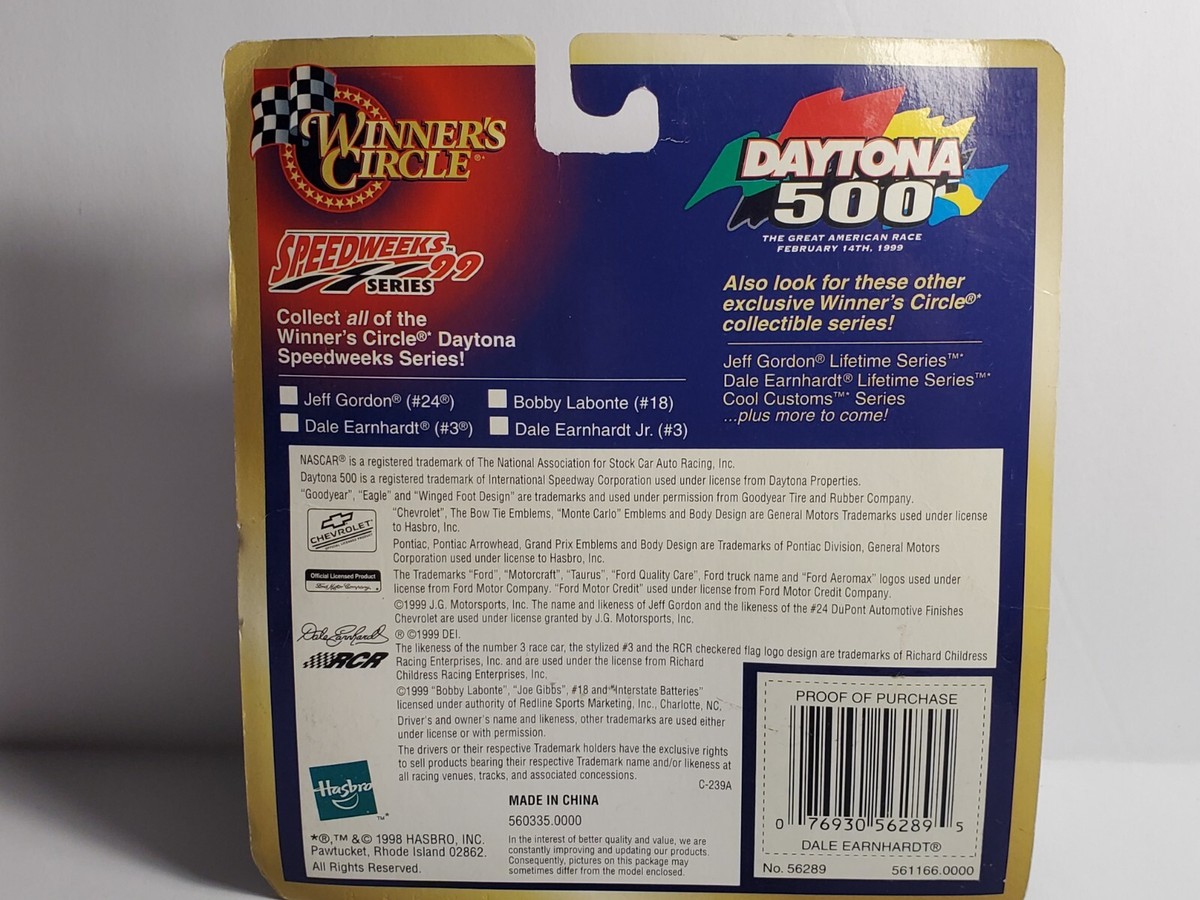 WINNER'S
CIRCLE®*
SPEEDWEEKS™
99
SERIES
Collect all of the
Winner's Circle®* Daytona
Speedweeks Series!
Jeff Gordon® (#24®)
Bobby Labonte (#18)
Dale Earnhardt® (#3®)
Dale Earnhardt Jr. (#3)
DAYTONA
500
THE GREAT AMERICAN RACE
FEBRUARY 14TH, 1999
Also look for these other
exclusive Winner's Circle®*
collectible series!
Jeff Gordon® Lifetime Series™*
Dale Earnhardt® Lifetime Series™*
Cool Customs™* Series
...plus more to come!
NASCAR® is a registered trademark of The National Association for Stock Car Auto Racing, Inc.
Daytona 500 is a registered trademark of International Speedway Corporation used under license from Daytona Properties.
"Goodyear", "Eagle" and "Winged Foot Design" are trademarks and used under permission from Goodyear Tire and Rubber Company.
CHEVROLET
"Chevrolet", The Bow Tie Emblems, "Monte Carlo" Emblems and Body Design are General Motors Trademarks used under license
to Hasbro, Inc.
Pontiac, Pontiac Arrowhead, Grand Prix Emblems and Body Design are Trademarks of Pontiac Division, General Motors
Corporation used under license to Hasbro, Inc.
Official Licensed Product
Ford Motor Company
The Trademarks "Ford", "Motorcraft", "Taurus", "Ford Quality Care", Ford truck name and "Ford Aeromax" logos used under
license from Ford Motor Company. "Ford Motor Credit" used under license from Ford Motor Credit Company.
©1999 J.G. Motorsports, Inc. The name and likeness of Jeff Gordon and the likeness of the #24 DuPont Automotive Finishes
Chevrolet are used under license granted by J.G. Motorsports, Inc.
Dale Earnhardt ® ©1999 DEI.
RCR
The likeness of the number 3 race car, the stylized #3 and the RCR checkered flag logo design are trademarks of Richard Childress
Racing Enterprises, Inc. and are used under the license from Richard
Childress Racing Enterprises, Inc.
©1999 "Bobby Labonte", "Joe Gibbs", #18 and "Interstate Batteries"
licensed under authority of Redline Sports Marketing, Inc., Charlotte, NC.
Driver's and owner's name and likeness, other trademarks are used either
under license or with permission.
The drivers or their respective Trademark holders have the exclusive rights
to sell products bearing their respective Trademark name and/or likeness at
all racing venues, tracks, and associated concessions.
C-239A
Hasbro™*
MADE IN CHINA
560335.0000
*®,™ &© 1998 HASBRO, INC.
Pawtucket, Rhode Island 02862.
All Rights Reserved.
In the interest of better quality and value, we are
constantly improving and updating our products.
Consequently, pictures on this package may
sometimes differ from the model enclosed.
PROOF OF PURCHASE
0 76930 56289 5
DALE EARNHARDT®
No. 56289 561166.0000